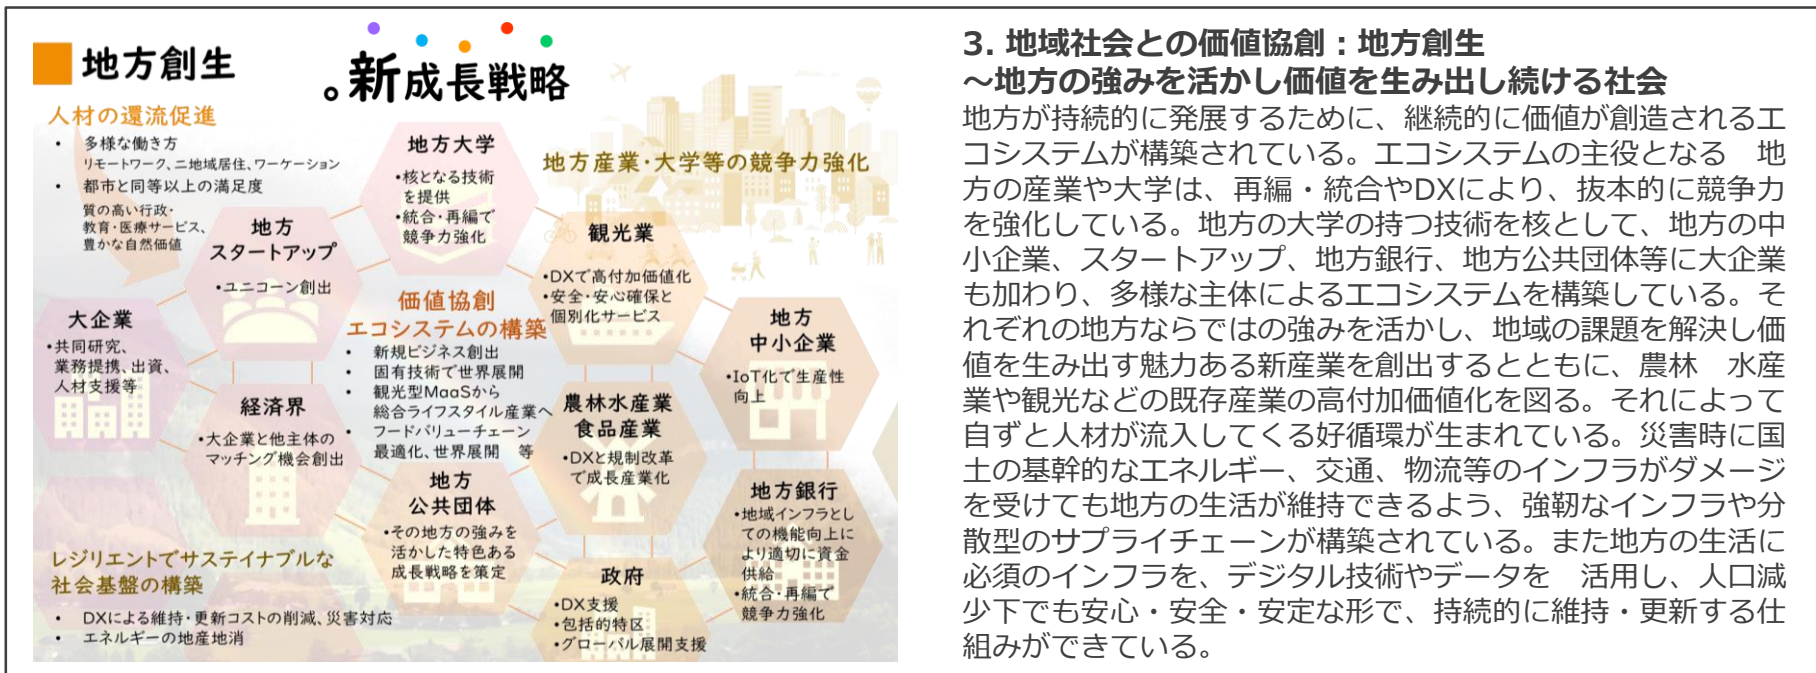 地方創生
。新成長戦略
人材の還流促進
• 多様な働き方
リモートワーク、二地域居住、ワーケーション
• 都市と同等以上の満足度
質の高い行政・
教育・医療サービス、
豊かな自然価値
地方大学
・核となる技術
を提供
・統合・再編で
競争力強化
地方産業・大学等の競争力強化
地方
スタートアップ
・ユニコーン創出
観光業
・DXで高付加価値化
・安全・安心確保と
個別化サービス
大企業
・共同研究、
業務提携、出資、
人材支援等
価値協創
エコシステムの構築
• 新規ビジネス創出
• 固有技術で世界展開
• 観光型MaaSから
総合ライフスタイル産業へ
• フードバリューチェーン
最適化、世界展開 等
地方
中小企業
・IoT化で生産性
向上
経済界
・大企業と他主体の
マッチング機会創出
農林水産業
食品産業
・DXと規制改革
で成長産業化
地方
公共団体
・その地方の強みを
活かした特色ある
成長戦略を策定
地方銀行
・地域インフラとし
ての機能向上に
より適切に資金
供給
・統合・再編で
競争力強化
政府
・DX支援
・包括的特区
・グローバル展開支援
レジリエントでサステイナブルな
社会基盤の構築
• DXによる維持・更新コストの削減、災害対応
• エネルギーの地産地消
3. 地域社会との価値協創：地方創生
～地方の強みを活かし価値を生み出し続ける社会
地方が持続的に発展するために、継続的に価値が創造されるエ
コシステムが構築されている。エコシステムの主役となる　地
方の産業や大学は、再編・統合やDXにより、抜本的に競争力
を強化している。地方の大学の持つ技術を核として、地方の中
小企業、スタートアップ、地方銀行、地方公共団体等に大企業
も加わり、多様な主体によるエコシステムを構築している。そ
れぞれの地方ならではの強みを活かし、地域の課題を解決し価
値を生み出す魅力ある新産業を創出するとともに、農林　水産
業や観光などの既存産業の高付加価値化を図る。それによって
自ずと人材が流入してくる好循環が生まれている。災害時に国
土の基幹的なエネルギー、交通、物流等のインフラがダメージ
を受けても地方の生活が維持できるよう、強靭なインフラや分
散型のサプライチェーンが構築されている。また地方の生活に
必須のインフラを、デジタル技術やデータを　活用し、人口減
少下でも安心・安全・安定な形で、持続的に維持・更新する仕
組みができている。